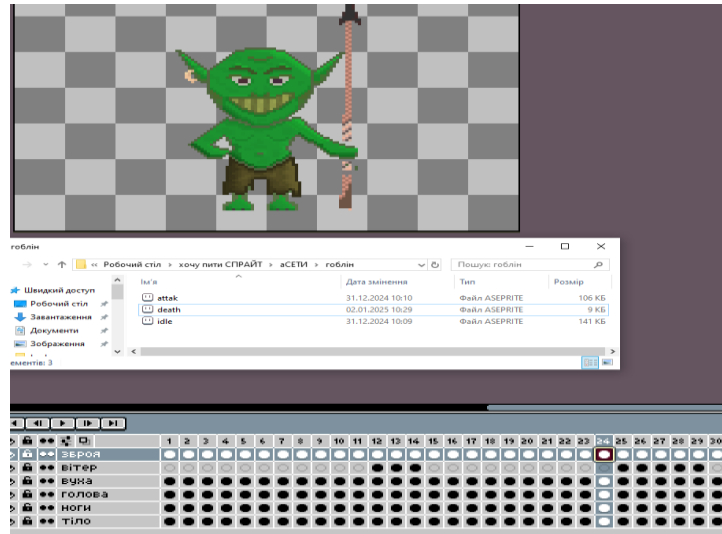 гоблін
« Робочий стіл > хочу пити СПРАЙТ > аСЕТИ > гоблін
Пошук: гоблін
Ім'я Дата змінення Тип Розмір
Швидкий доступ
Робочий стіл
Завантаження
Документи
Зображення
attak 31.12.2024 10:10 Файл ASEPRITE 106 КБ
death 02.01.2025 10:29 Файл ASEPRITE 9 КБ
idle 31.12.2024 10:09 Файл ASEPRITE 141 КБ
ементів: 3
1 2 3 4 5 6 7 8 9 10 11 12 13 14 15 16 17 18 19 20 21 22 23 24 25 26 27 28 29 30
зброя
вітер
вуха
голова
ноги
тіло